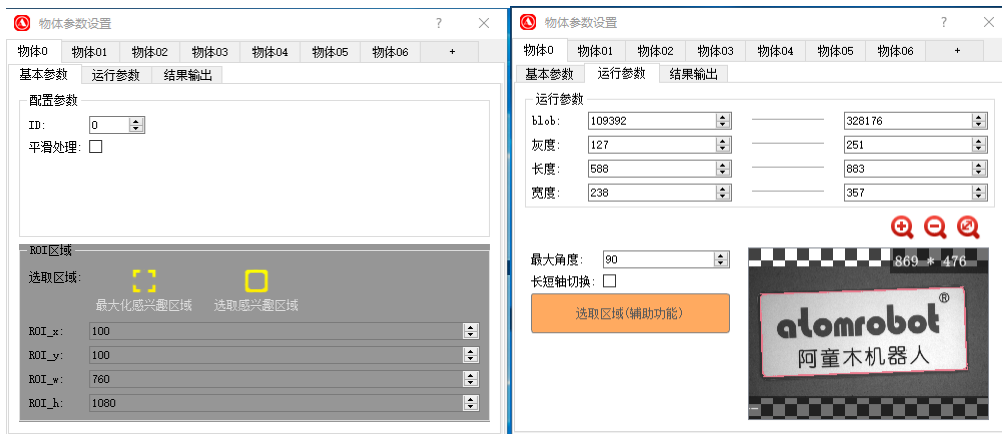 物体参数设置 ? ×
物体0 物体01 物体02 物体03 物体04 物体05 物体06 +
基本参数 运行参数 结果输出
配置参数
ID: 0
平滑处理:
ROI区域
选取区域:
最大化感兴趣区域 选取感兴趣区域
ROI_x: 100
ROI_y: 100
ROI_w: 760
ROI_h: 1080
物体参数设置 ? ×
物体0 物体01 物体02 物体03 物体04 物体05 物体06 +
基本参数 运行参数 结果输出
运行参数
blob: 109392 328176
灰度: 127 251
长度: 588 883
宽度: 238 357
最大角度: 90
长短轴切换:
选取区域(辅助功能)
869 * 476
atomrobot®
阿童木机器人